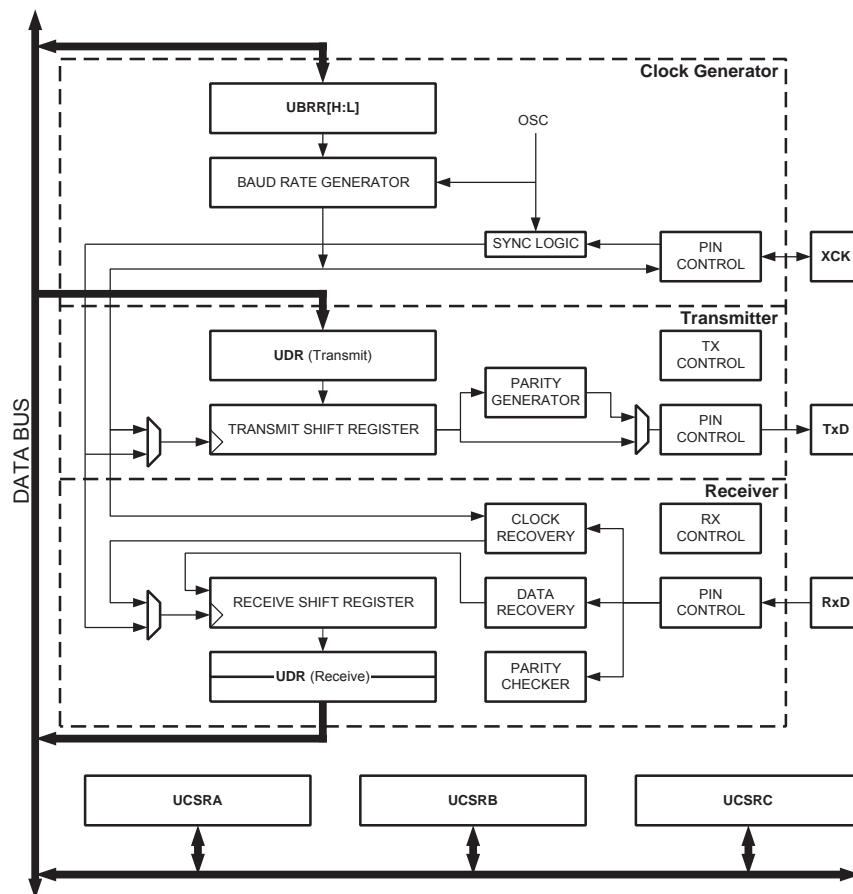 Clock Generator
UBRR[H:L]
OSC
BAUD RATE GENERATOR
SYNC LOGIC
PIN
CONTROL
XCK
Transmitter
UDR (Transmit)
TX
CONTROL
PARITY
GENERATOR
TRANSMIT SHIFT REGISTER
PIN
CONTROL
TxD
DATA BUS
Receiver
CLOCK
RECOVERY
RX
CONTROL
RECEIVE SHIFT REGISTER
DATA
RECOVERY
PIN
CONTROL
RxD
UDR (Receive)
PARITY
CHECKER
UCSRA
UCSRB
UCSRC